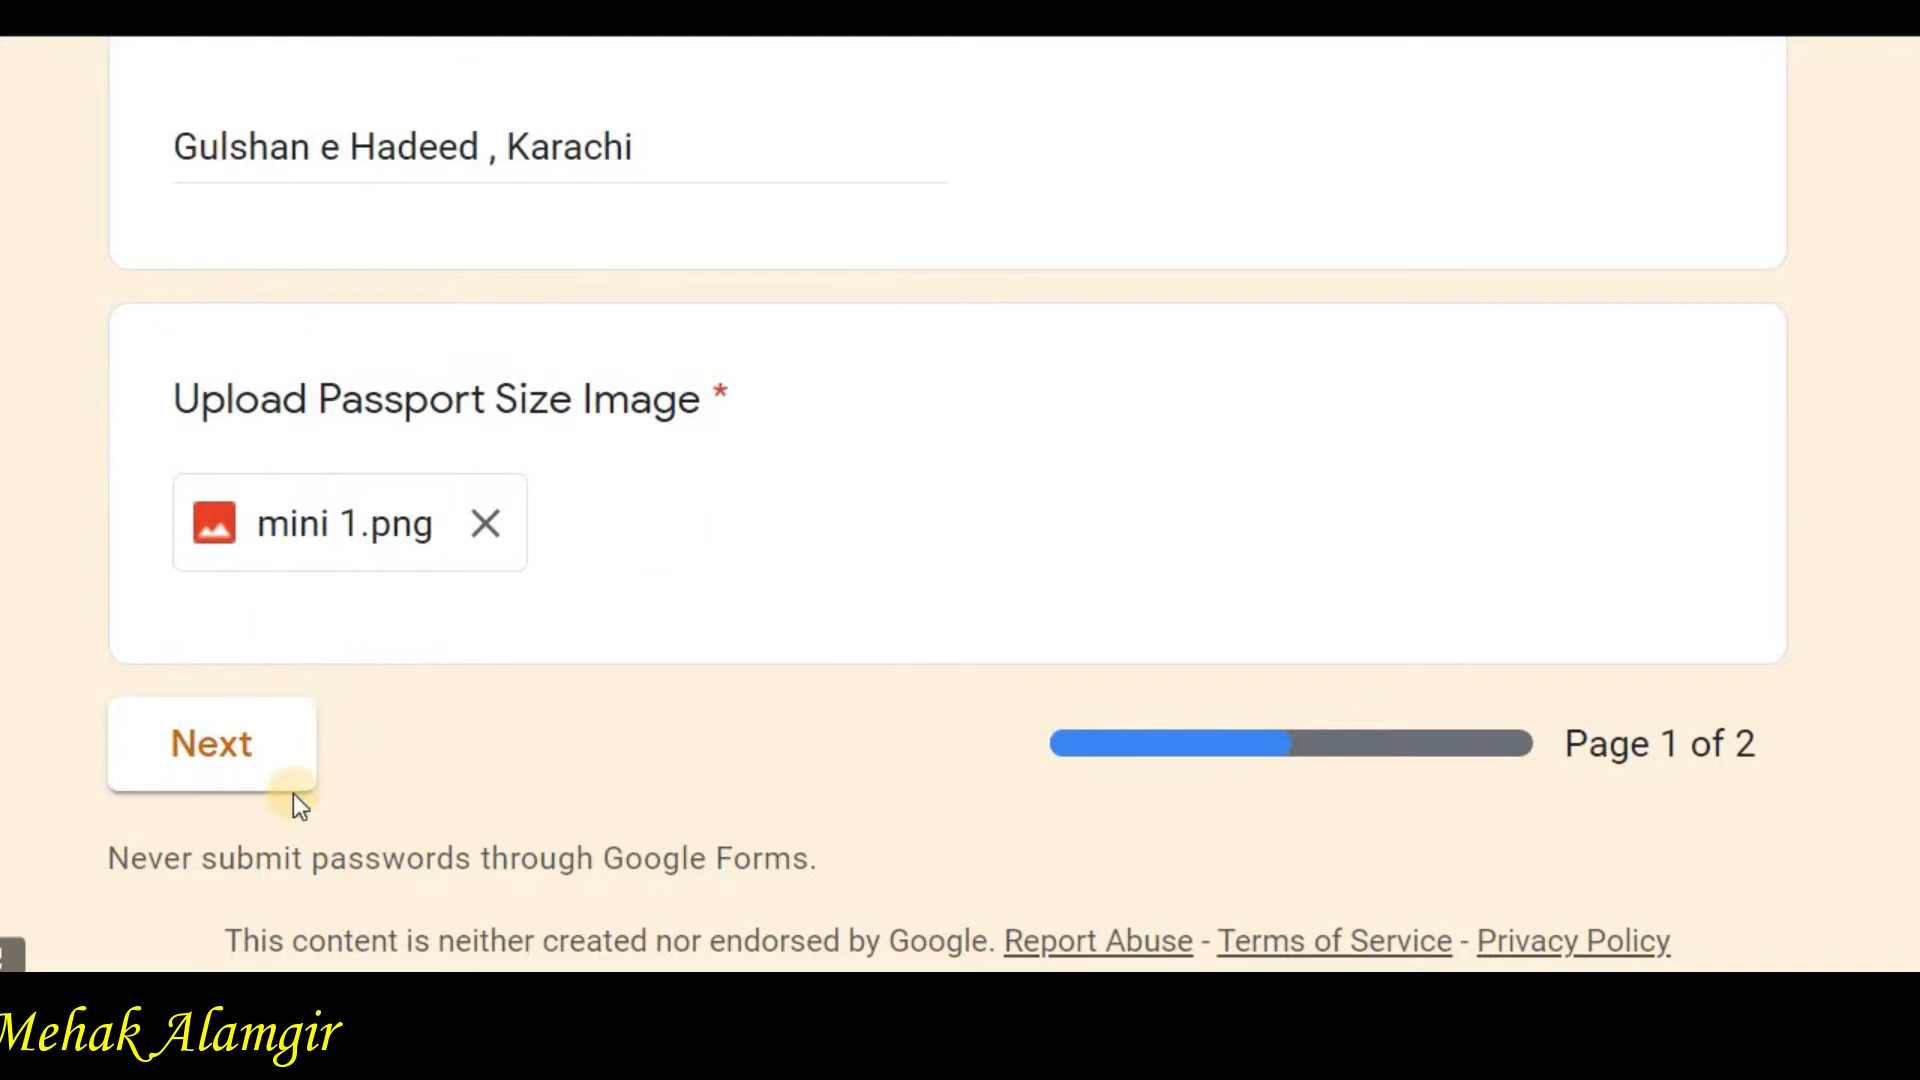 Gulshan e Hadeed , Karachi
Upload Passport Size Image *
mini 1.png
Next
Page 1 of 2
Never submit passwords through Google Forms.
This content is neither created nor endorsed by Google. Report Abuse - Terms of Service - Privacy Policy
Mehak Alamgir